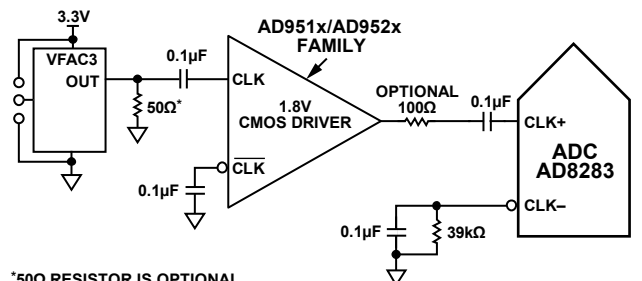 3.3V
VFAC3
OUT
0.1µF
50Ω*
AD951x/AD952x
FAMILY
CLK
1.8V
CMOS DRIVER
CLK
0.1µF
OPTIONAL
100Ω
0.1µF
CLK+
ADC
AD8283
CLK–
0.1µF
39kΩ
*50Ω RESISTOR IS OPTIONAL